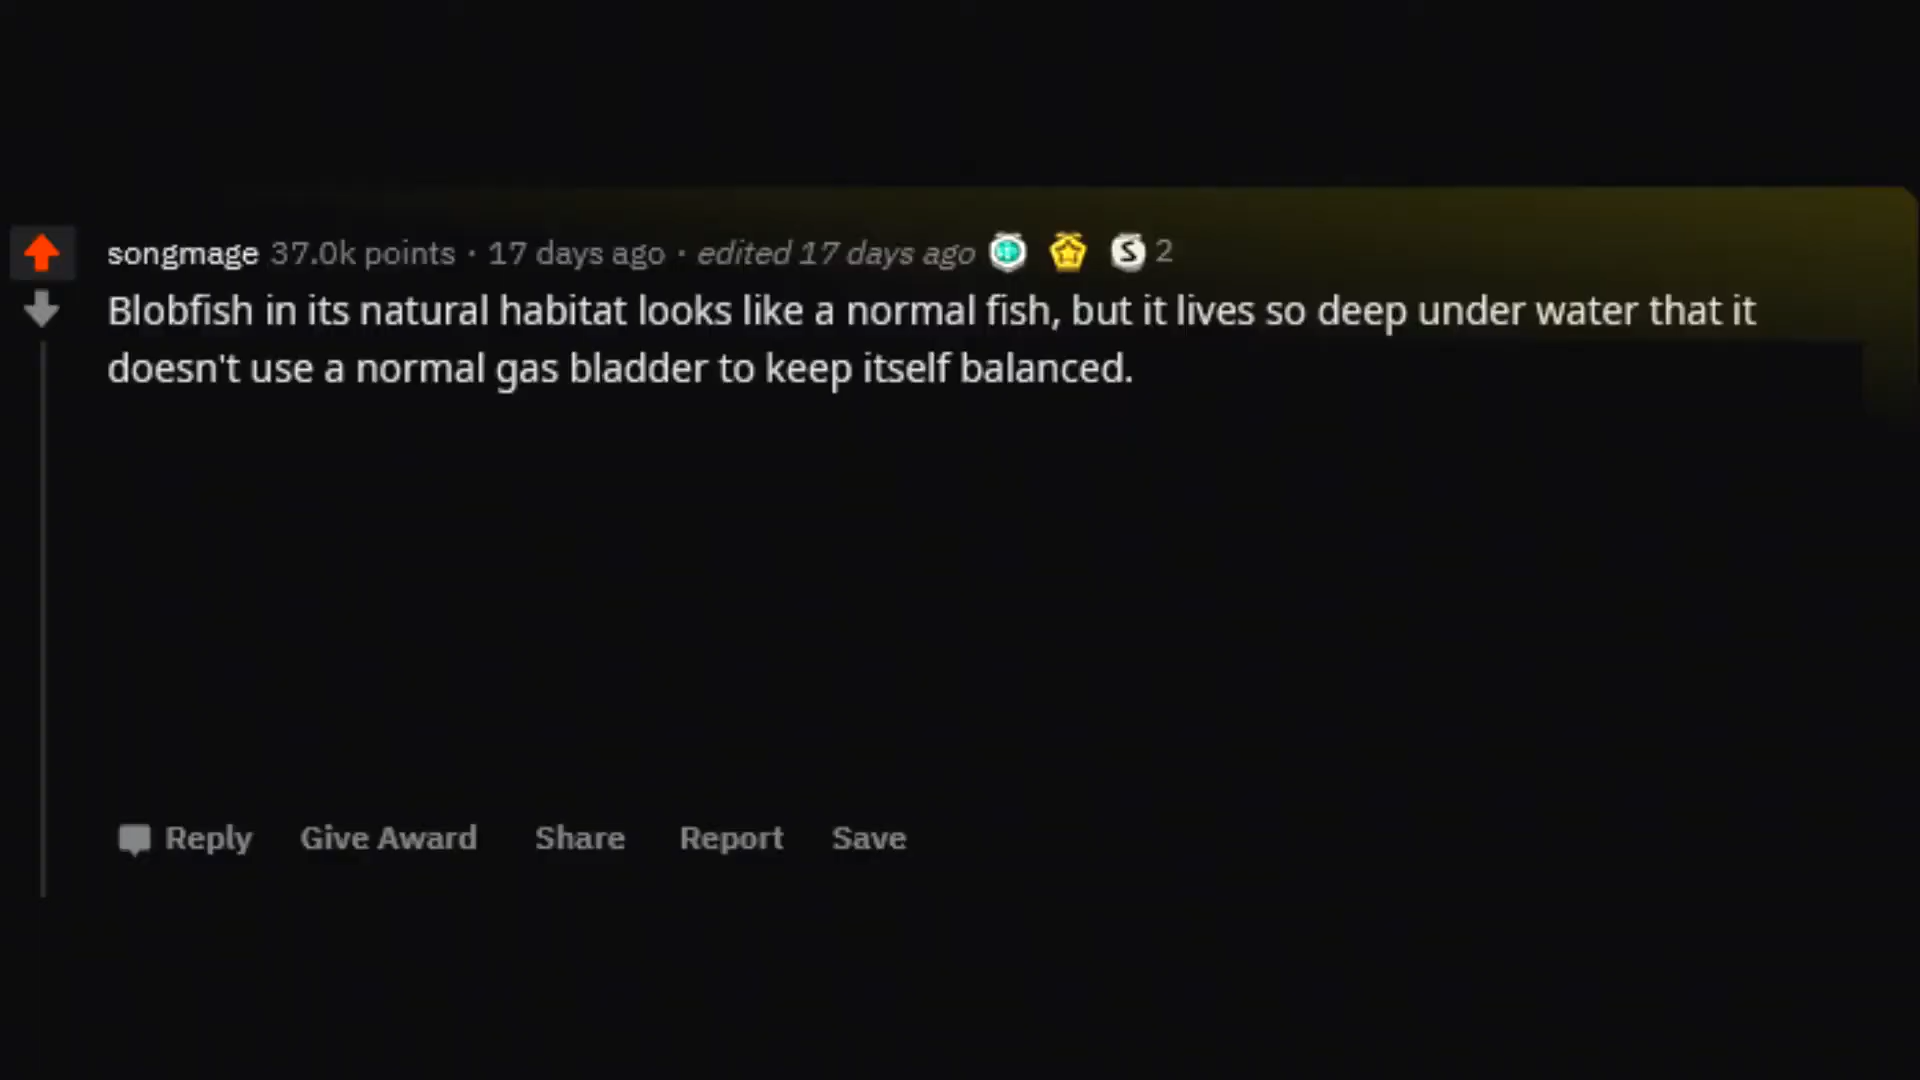 songmage 37.0k points · 17 days ago · edited 17 days ago S 2
Blobfish in its natural habitat looks like a normal fish, but it lives so deep under water that it
doesn't use a normal gas bladder to keep itself balanced.
Reply Give Award Share Report Save